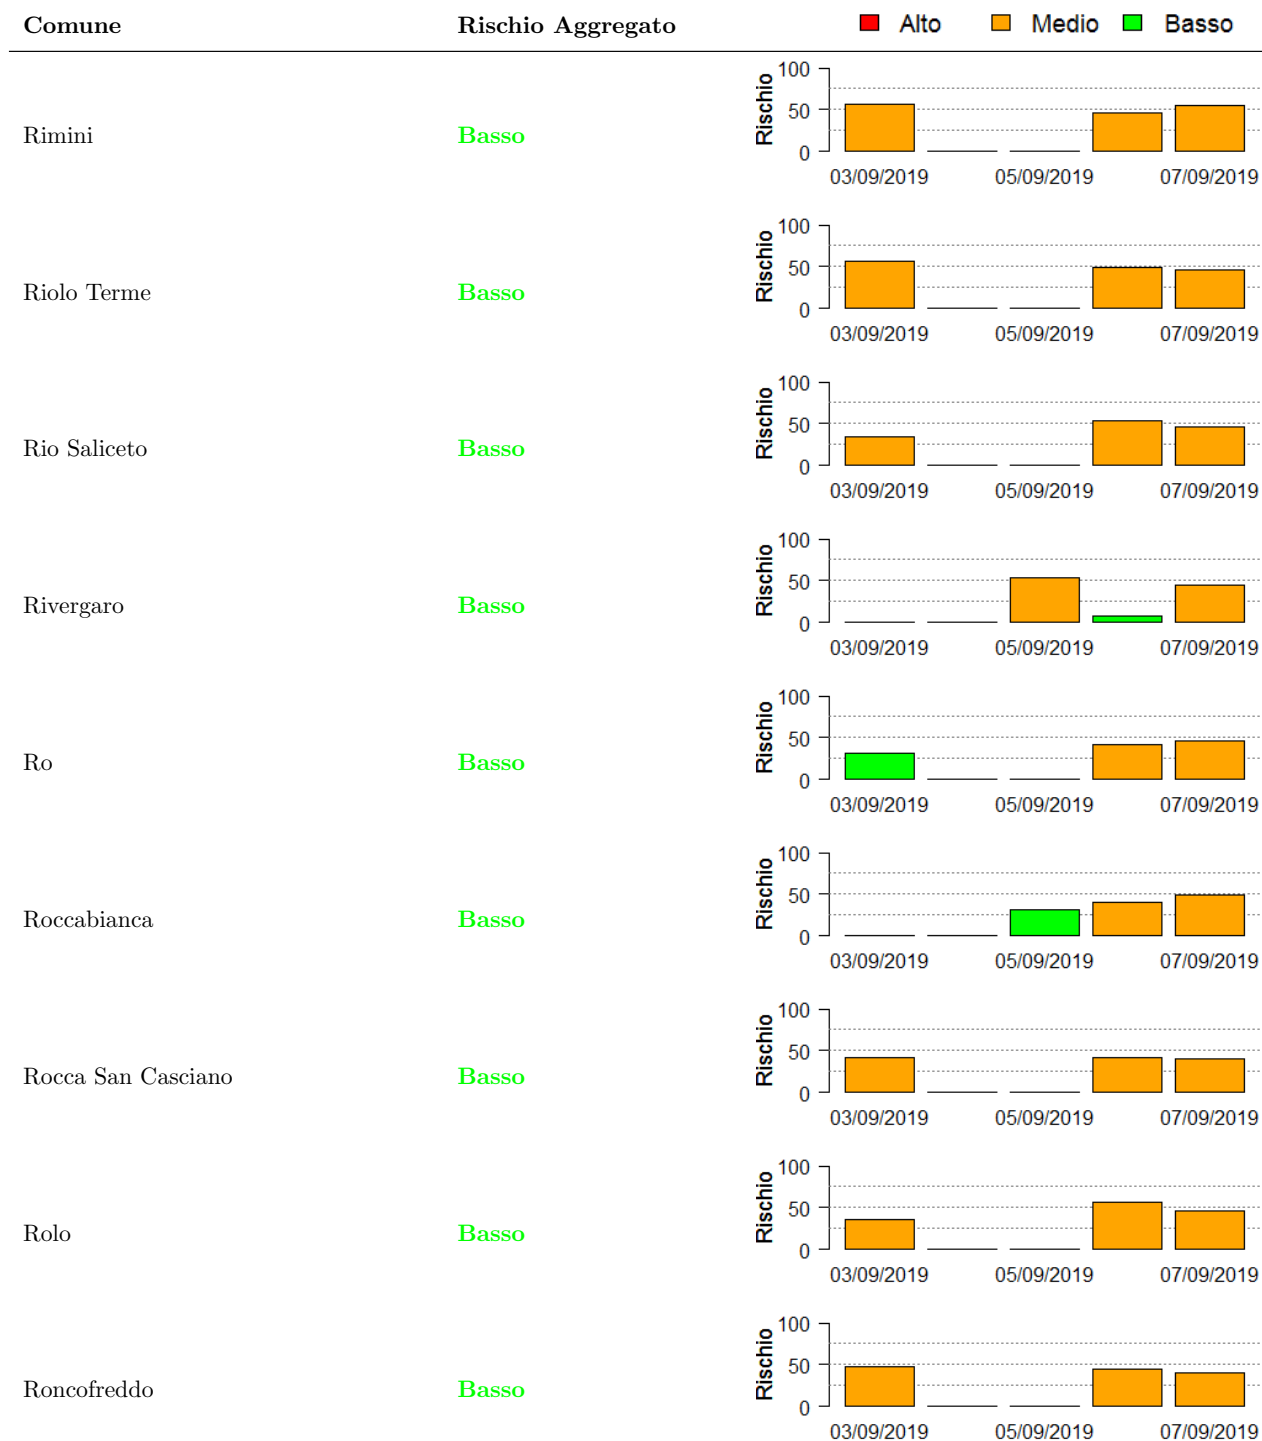 Comune Rischio Aggregato Alto Medio Basso
Rimini Basso
Rischio
100
50
0
03/09/2019 05/09/2019 07/09/2019
Riolo Terme Basso
Rischio
100
50
0
03/09/2019 05/09/2019 07/09/2019
Rio Saliceto Basso
Rischio
100
50
0
03/09/2019 05/09/2019 07/09/2019
Rivergaro Basso
Rischio
100
50
0
03/09/2019 05/09/2019 07/09/2019
Ro Basso
Rischio
100
50
0
03/09/2019 05/09/2019 07/09/2019
Roccabianca Basso
Rischio
100
50
0
03/09/2019 05/09/2019 07/09/2019
Rocca San Casciano Basso
Rischio
100
50
0
03/09/2019 05/09/2019 07/09/2019
Rolo Basso
Rischio
100
50
0
03/09/2019 05/09/2019 07/09/2019
Roncofreddo Basso
Rischio
100
50
0
03/09/2019 05/09/2019 07/09/2019